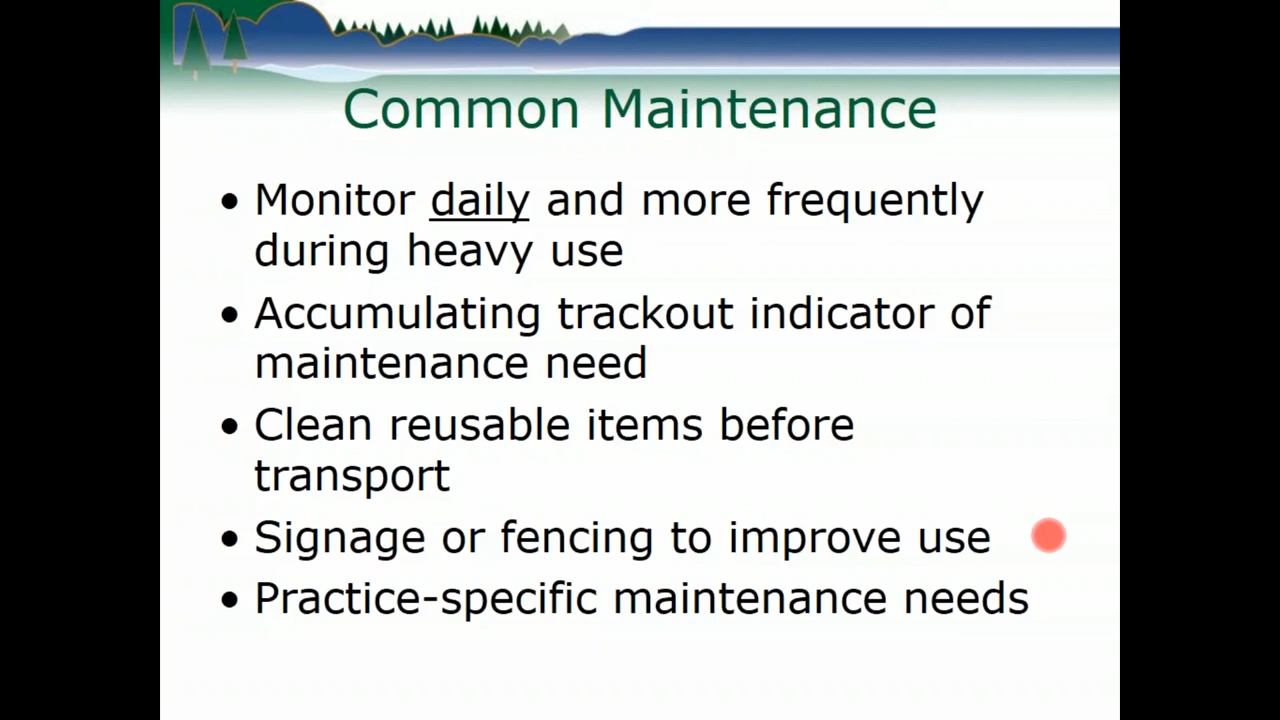 Common Maintenance
• Monitor daily and more frequently
during heavy use
• Accumulating trackout indicator of
maintenance need
• Clean reusable items before
transport
• Signage or fencing to improve use
• Practice-specific maintenance needs